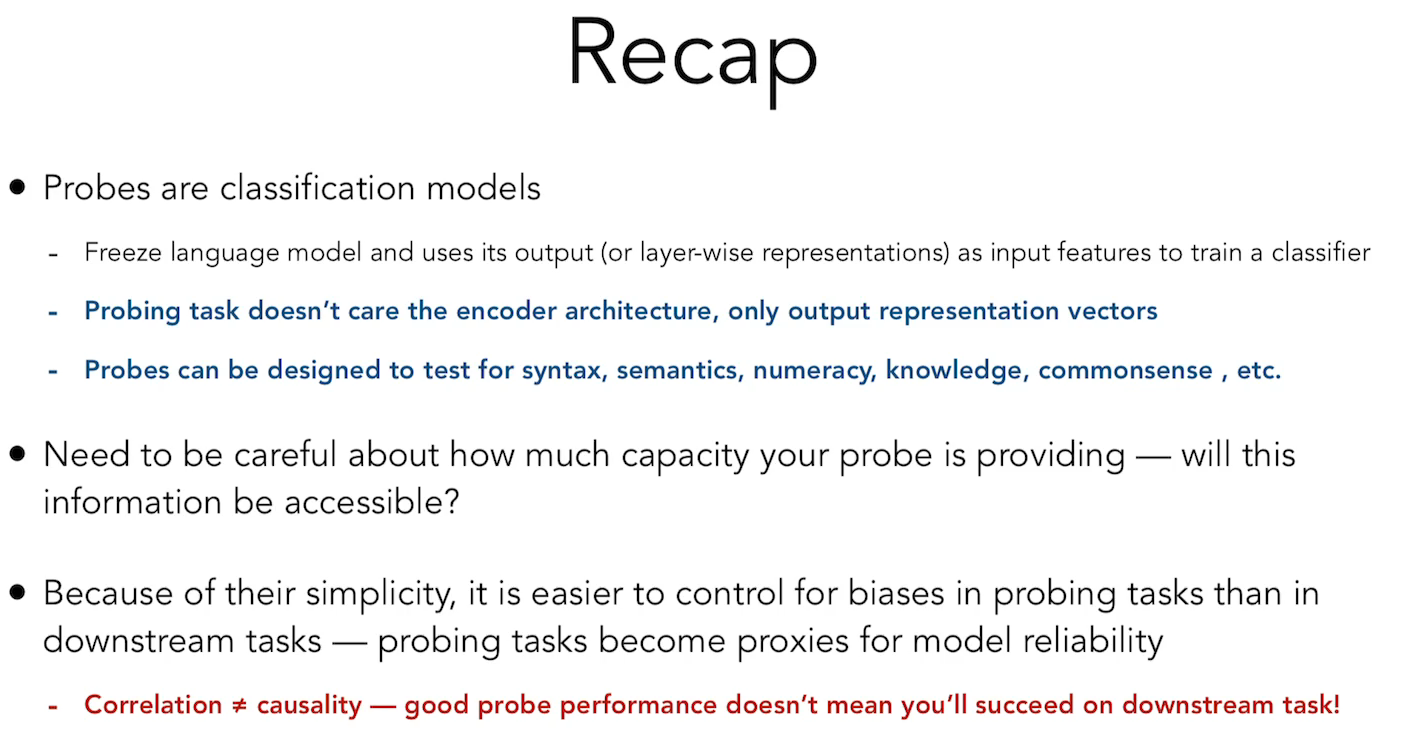 Recap
• Probes are classification models
- Freeze language model and uses its output (or layer-wise representations) as input features to train a classifier
- Probing task doesn’t care the encoder architecture, only output representation vectors
- Probes can be designed to test for syntax, semantics, numeracy, knowledge, commonsense , etc.
• Need to be careful about how much capacity your probe is providing — will this
information be accessible?
• Because of their simplicity, it is easier to control for biases in probing tasks than in
downstream tasks — probing tasks become proxies for model reliability
- Correlation ≠ causality — good probe performance doesn’t mean you’ll succeed on downstream task!